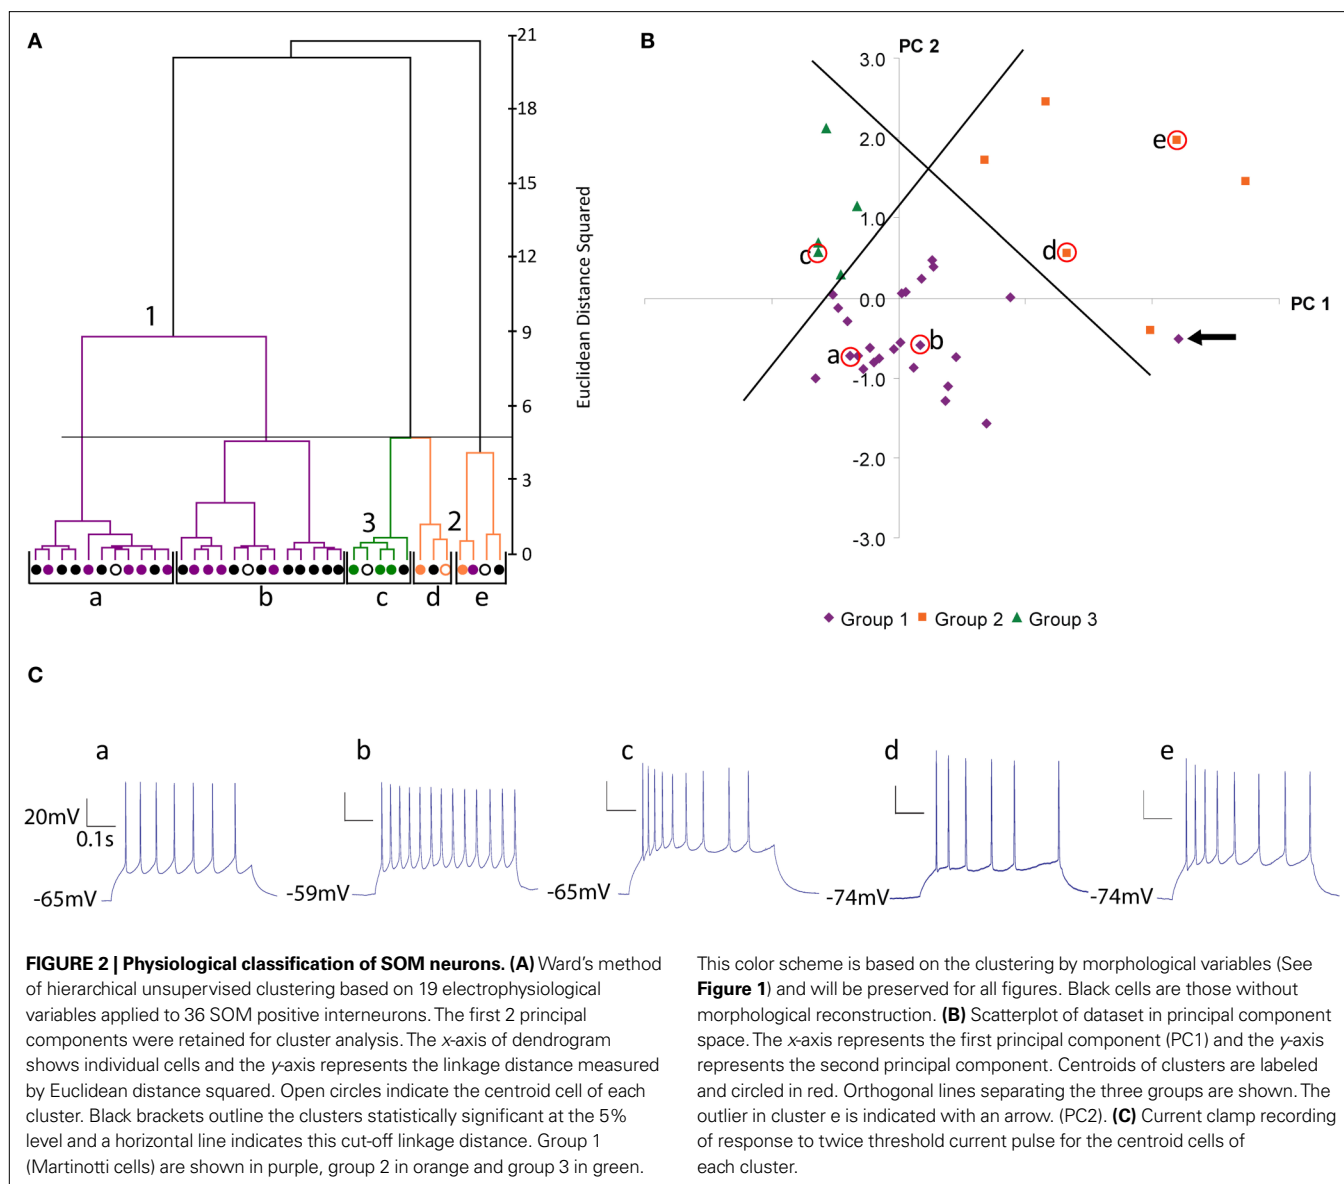 A
21
18
15
12
9
6
3
0
Euclidean Distance Squared
1
3
2
a b c d e
B
PC 2
3.0
2.0
1.0
0.0
-1.0
-2.0
-3.0
PC 1
e
d
c
a
b
Group 1 Group 2 Group 3
C
a b c d e
20mV
0.1s
-65mV -59mV -65mV -74mV -74mV
FIGURE 2 | Physiological classification of SOM neurons. (A) Ward's method
of hierarchical unsupervised clustering based on 19 electrophysiological
variables applied to 36 SOM positive interneurons. The first 2 principal
components were retained for cluster analysis. The x-axis of dendrogram
shows individual cells and the y-axis represents the linkage distance measured
by Euclidean distance squared. Open circles indicate the centroid cell of each
cluster. Black brackets outline the clusters statistically significant at the 5%
level and a horizontal line indicates this cut-off linkage distance. Group 1
(Martinotti cells) are shown in purple, group 2 in orange and group 3 in green.
This color scheme is based on the clustering by morphological variables (See
Figure 1) and will be preserved for all figures. Black cells are those without
morphological reconstruction. (B) Scatterplot of dataset in principal component
space. The x-axis represents the first principal component (PC1) and the y-axis
represents the second principal component. Centroids of clusters are labeled
and circled in red. Orthogonal lines separating the three groups are shown. The
outlier in cluster e is indicated with an arrow. (PC2). (C) Current clamp recording
of response to twice threshold current pulse for the centroid cells of
each cluster.